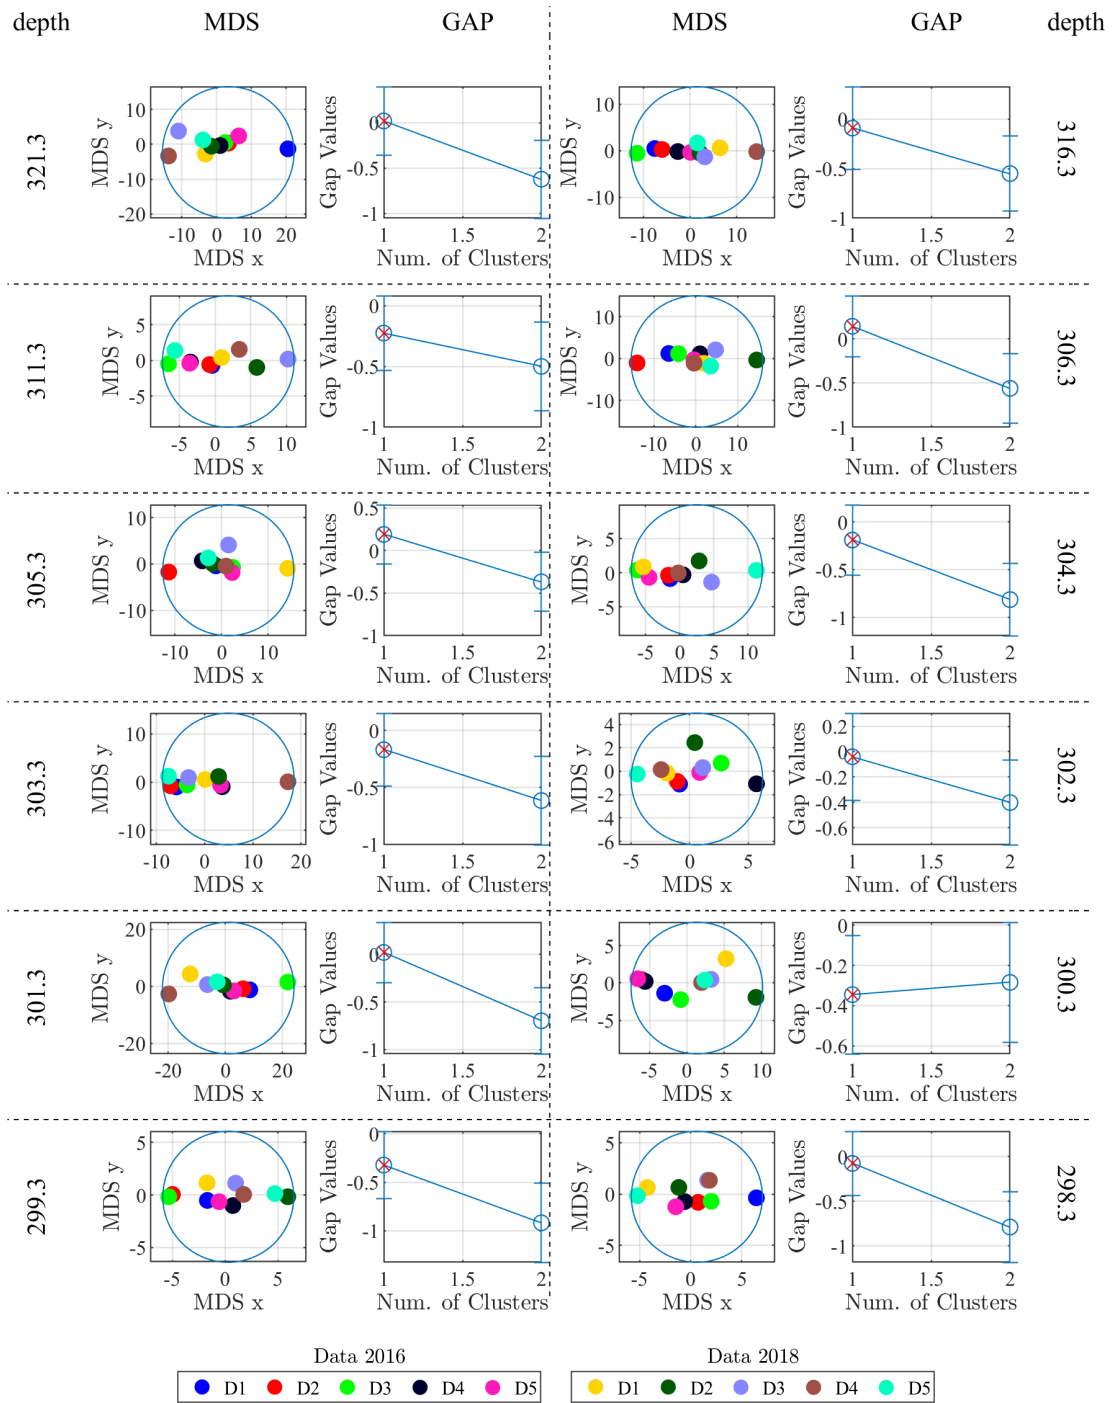 depth MDS GAP MDS GAP depth
321.3
MDS y
10
0
-10
-20
-10 0 10 20
MDS x
Gap Values
0
-0.5
-1
1 1.5 2
Num. of Clusters
MDS y
10
0
-10
-10 0 10
MDS x
Gap Values
0
-0.5
-1
1 1.5 2
Num. of Clusters
316.3
311.3
MDS y
5
0
-5
-5 0 5 10
MDS x
Gap Values
0
-0.5
-1
1 1.5 2
Num. of Clusters
MDS y
10
0
-10
-10 0 10
MDS x
Gap Values
0
-0.5
-1
1 1.5 2
Num. of Clusters
306.3
305.3
MDS y
10
0
-10
-10 0 10
MDS x
Gap Values
0.5
0
-0.5
-1
1 1.5 2
Num. of Clusters
MDS y
5
0
-5
-5 0 5 10
MDS x
Gap Values
0
-0.5
-1
1 1.5 2
Num. of Clusters
304.3
303.3
MDS y
10
0
-10
-10 0 10 20
MDS x
Gap Values
0
-0.5
-1
1 1.5 2
Num. of Clusters
MDS y
4
2
0
-2
-4
-6
-5 0 5
MDS x
Gap Values
0.2
0
-0.2
-0.4
-0.6
1 1.5 2
Num. of Clusters
302.3
301.3
MDS y
20
0
-20
-20 0 20
MDS x
Gap Values
0
-0.5
-1
1 1.5 2
Num. of Clusters
MDS y
5
0
-5
-5 0 5 10
MDS x
Gap Values
0
-0.2
-0.4
-0.6
1 1.5 2
Num. of Clusters
300.3
299.3
MDS y
5
0
-5
-5 0 5
MDS x
Gap Values
0
-0.5
-1
1 1.5 2
Num. of Clusters
MDS y
5
0
-5
-5 0 5
MDS x
Gap Values
0
-0.5
-1
1 1.5 2
Num. of Clusters
298.3
Data 2016
D1 D2 D3 D4 D5
Data 2018
D1 D2 D3 D4 D5